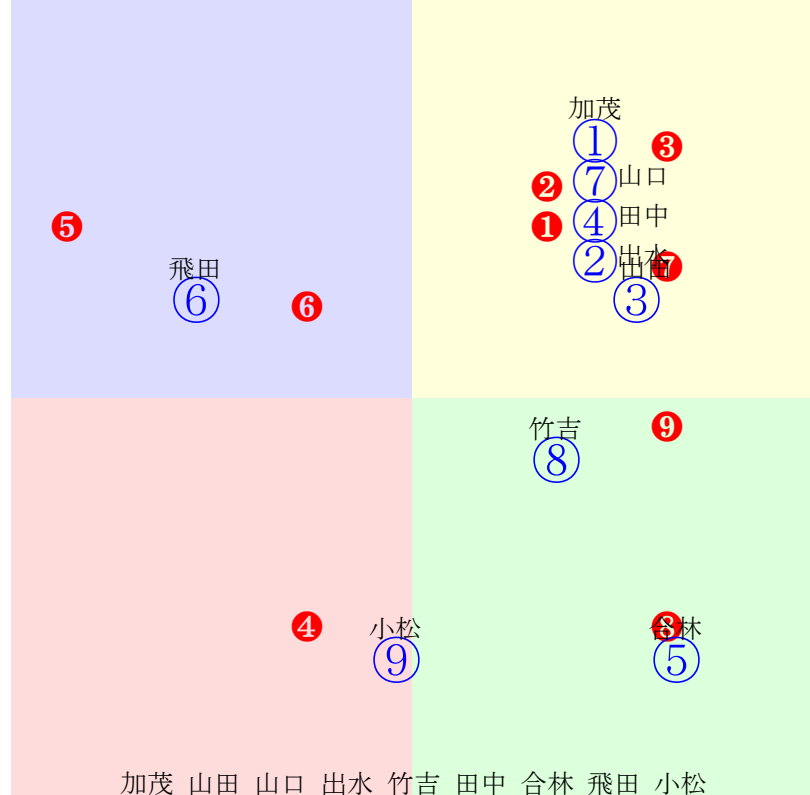 加茂
① ❸
⑦ 山口
❷
❺ ❶ ④ 田中
② 出水
飛田 山田 ❼
⑥ ❻ ③
竹吉 ❾
⑧
❹ 小松 合林
⑨ ⑤
加茂 山田 山口 出水 竹吉 田中 合林 飛田 小松